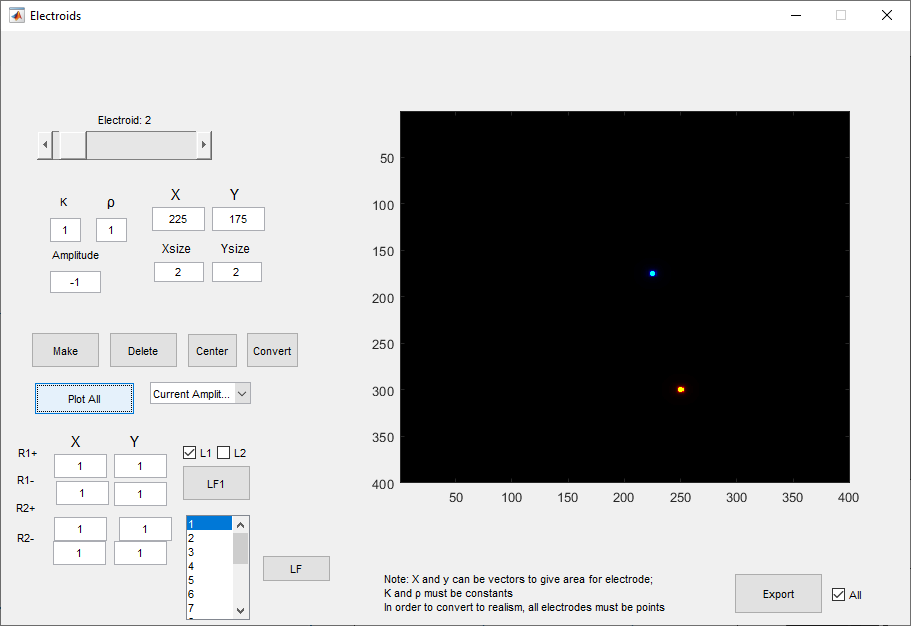 Electroids
Electroid: 2
K ρ X Y
1 1 225 175
Amplitude Xsize Ysize
-1 2 2
Make Delete Center Convert
Plot All Current Amplit...
X Y
R1+ 1 1 L1 L2
R1- 1 1 LF1
R2+ 1 1
R2- 1 1
1
2
3
4
5
6
7
LF
50
100
150
200
250
300
350
400
50 100 150 200 250 300 350 400
Note: X and y can be vectors to give area for electrode;
K and ρ must be constants
In order to convert to realism, all electrodes must be points
Export All